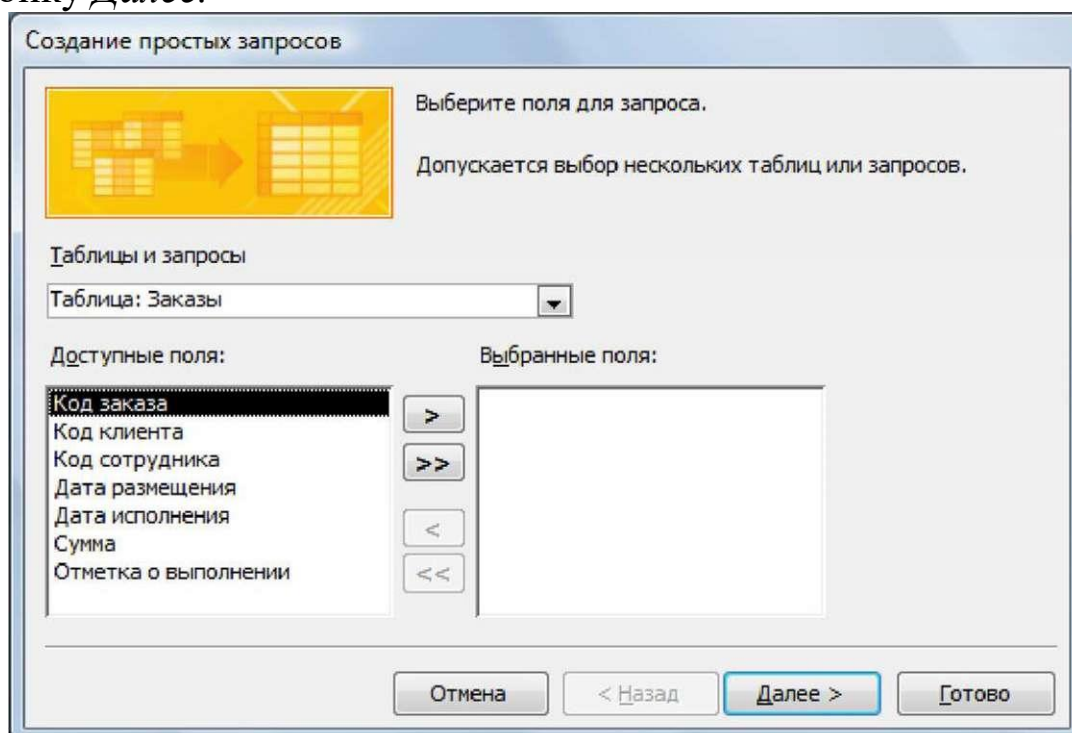 Далее.
Создание простых запросов
Выберите поля для запроса.
Допускается выбор нескольких таблиц или запросов.
Таблицы и запросы
Таблица: Заказы
Доступные поля:
Выбранные поля:
Код заказа
Код клиента
Код сотрудника
Дата размещения
Дата исполнения
Сумма
Отметка о выполнении
>
>>
<
<<
Отмена
< Назад
Далее >
Готово